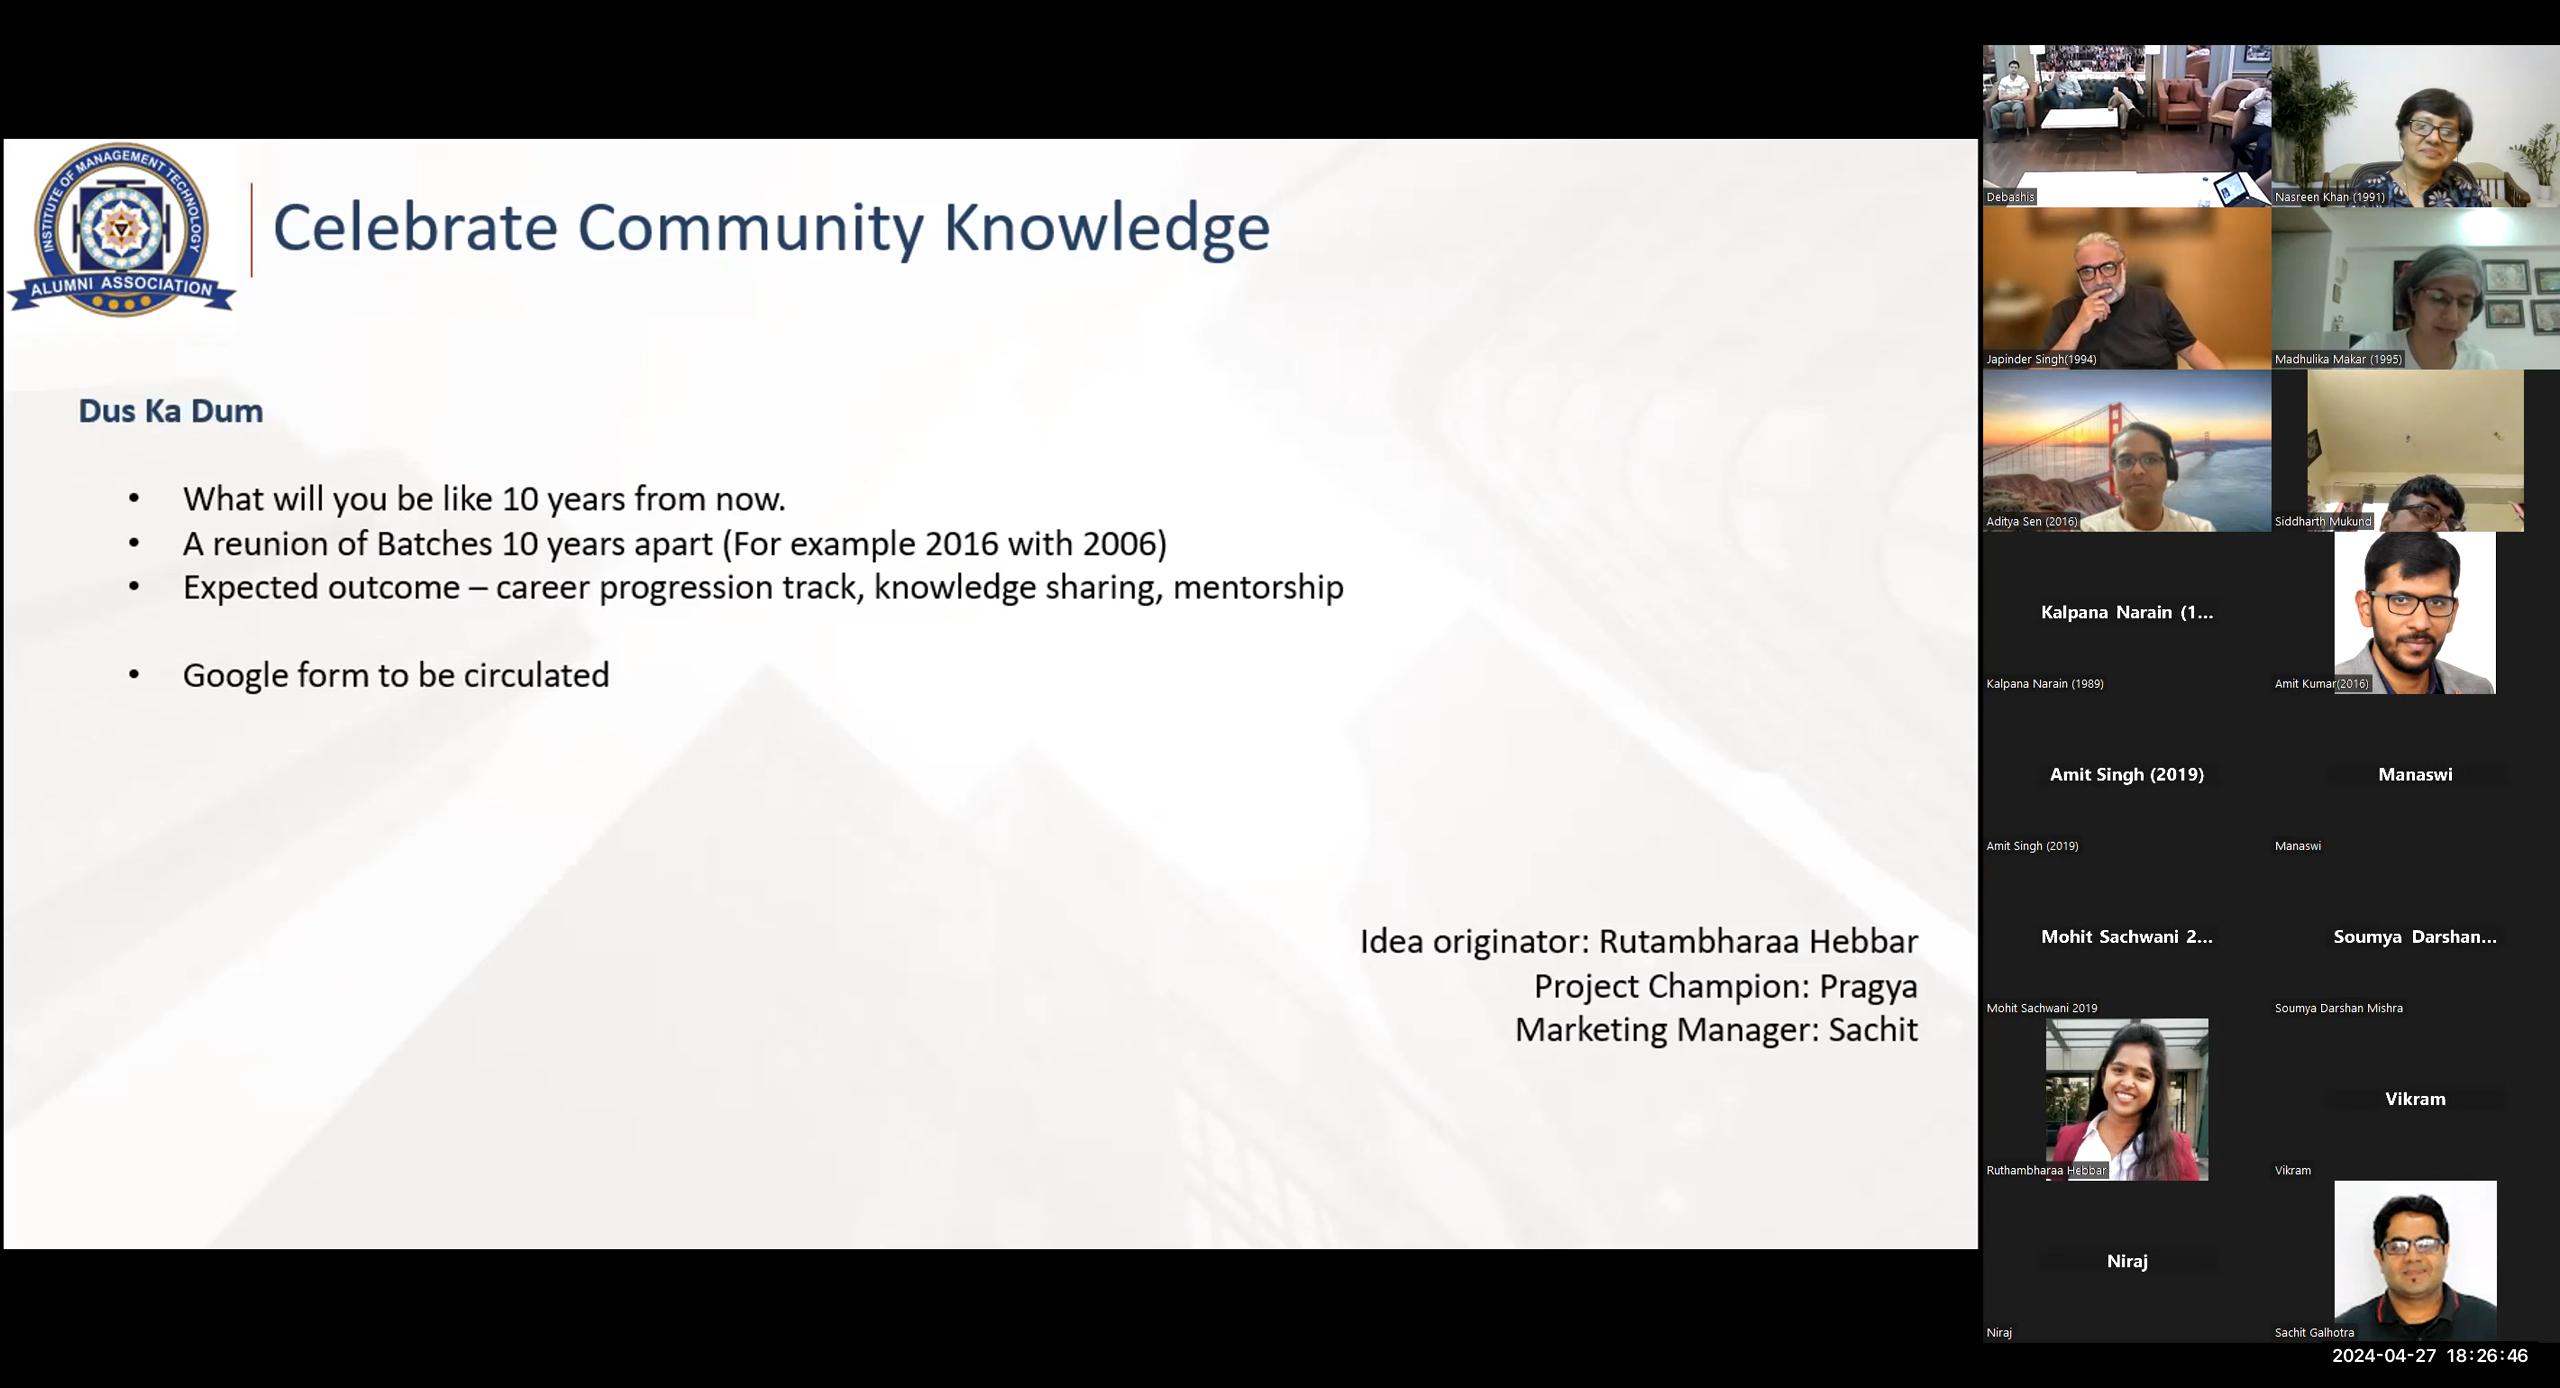 INSTITUTE OF MANAGEMENT TECHNOLOGY
ALUMNI ASSOCIATION
Celebrate Community Knowledge
Dus Ka Dum
• What will you be like 10 years from now.
• A reunion of Batches 10 years apart (For example 2016 with 2006)
• Expected outcome – career progression track, knowledge sharing, mentorship
• Google form to be circulated
Idea originator: Rutambharaa Hebbar
Project Champion: Pragya
Marketing Manager: Sachit
Debashis
Nasreen Khan (1991)
Japinder Singh(1994)
Madhulika Makar (1995)
Aditya Sen (2016)
Siddharth Mukund
Kalpana Narain (1...
Kalpana Narain (1989)
Amit Kumar(2016)
Amit Singh (2019)
Amit Singh (2019)
Manaswi
Manaswi
Mohit Sachwani 2...
Mohit Sachwani 2019
Soumya Darshan...
Soumya Darshan Mishra
Ruthambharaa Hebbar
Vikram
Vikram
Niraj
Niraj
Sachit Galhotra
2024-04-27 18:26:46